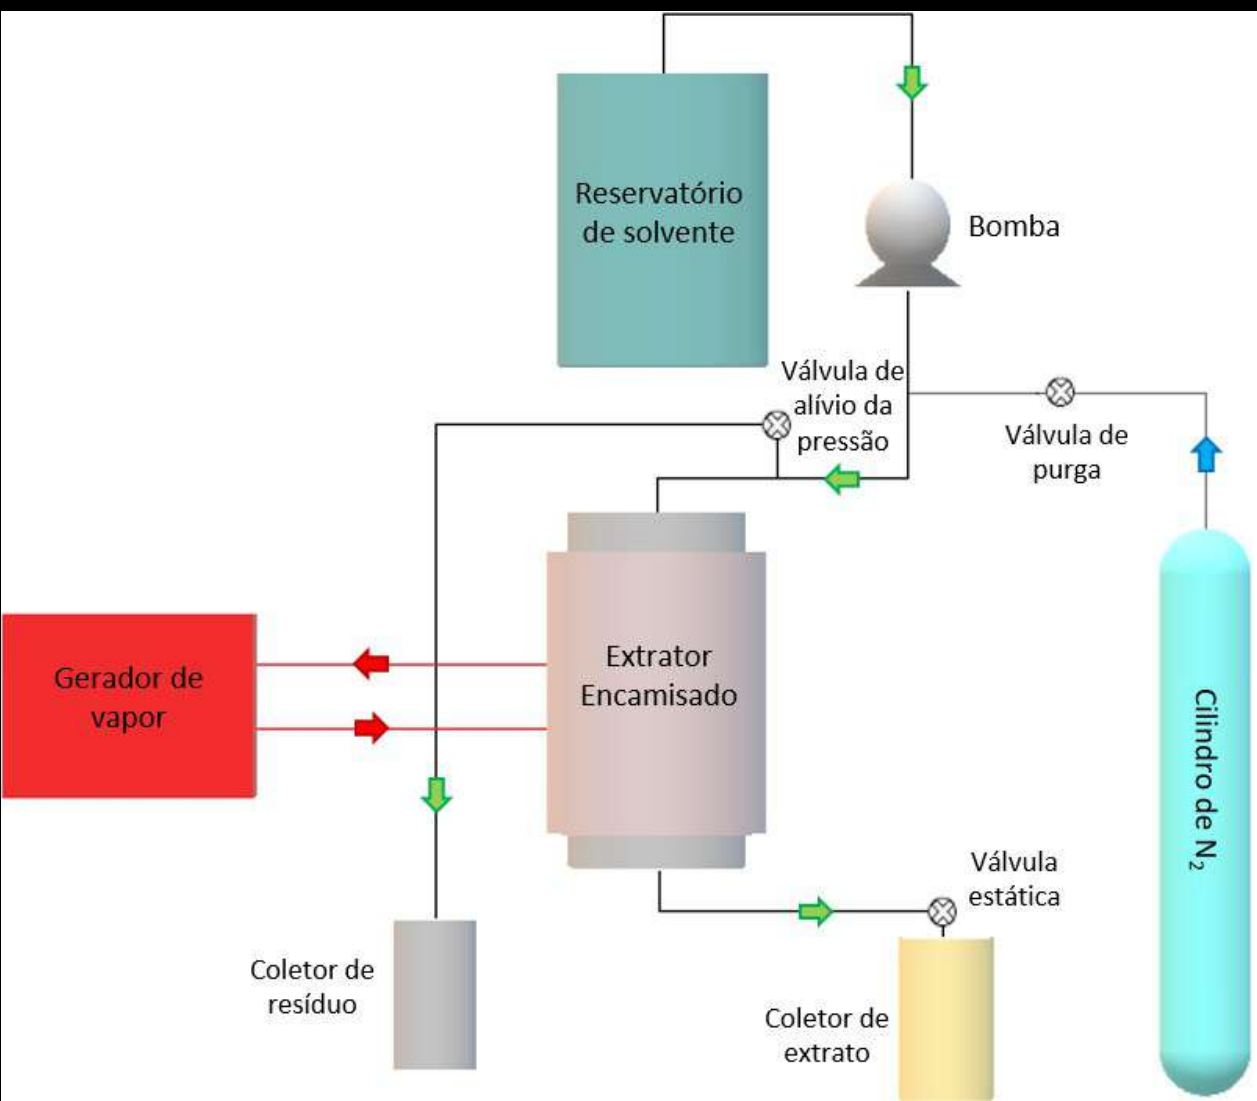 Reservatório
de solvente
Bomba
Válvula de
alívio da
pressão
Válvula de
purga
Gerador de
vapor
Extrator
Encamisado
Cilindro de N₂
Válvula
estática
Coletor de
resíduo
Coletor de
extrato